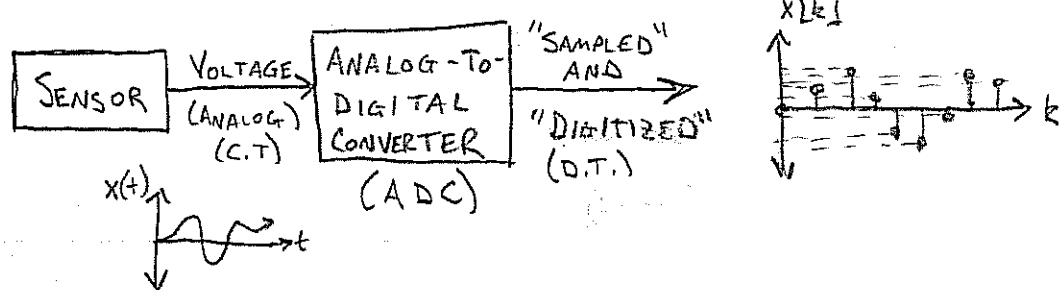 SENSOR
VOLTAGE
(ANALOG)
(C.T)
ANALOG-TO-
DIGITAL
CONVERTER
(ADC)
"SAMPLED"
AND
"DIGITIZED"
(D.T.)
x[k]
k
x(t)
t